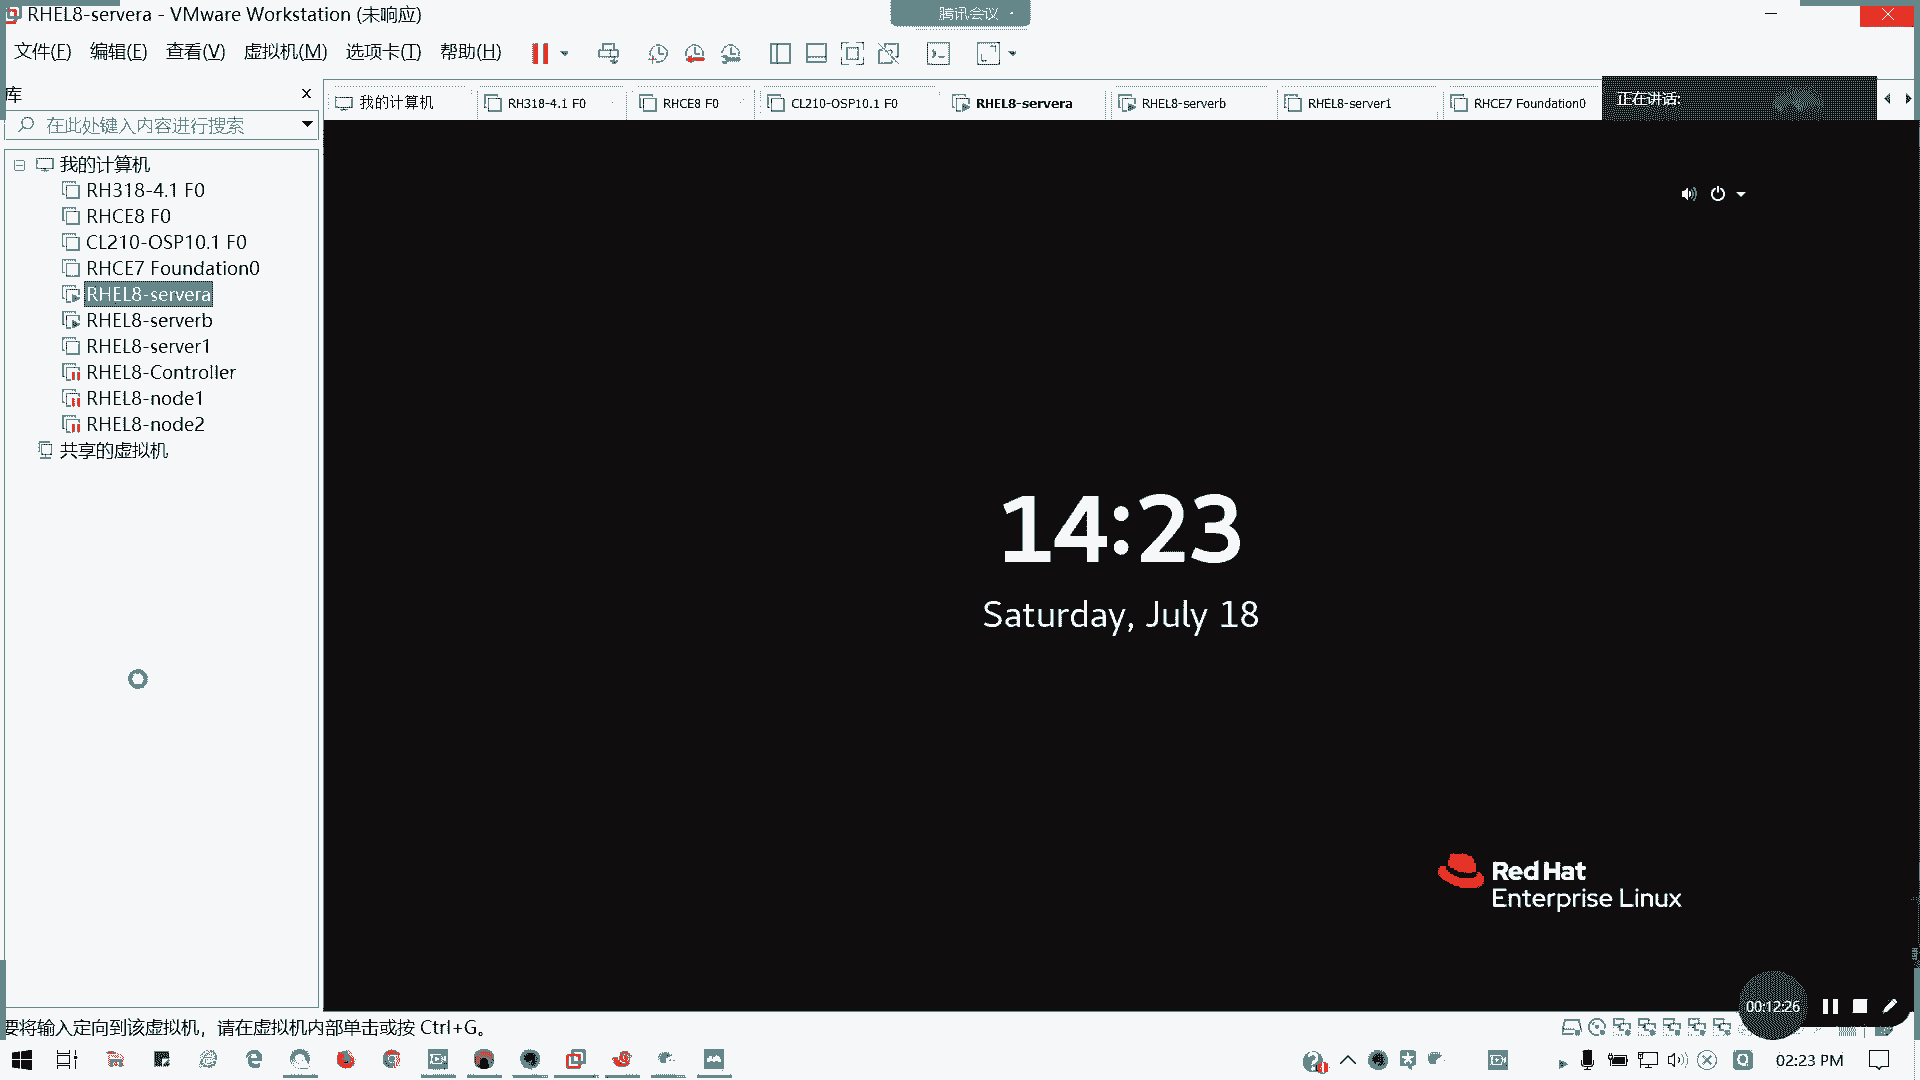 RHEL8-servera - VMware Workstation (未响应)
腾讯会议
文件(F) 编辑(E) 查看(V) 虚拟机(M) 选项卡(T) 帮助(H)
库
在此处键入内容进行搜索
我的计算机
RH318-4.1 F0
RHCE8 F0
CL210-OSP10.1 F0
RHCE7 Foundation0
RHEL8-servera
RHEL8-serverb
RHEL8-server1
RHEL8-Controller
RHEL8-node1
RHEL8-node2
共享的虚拟机
我的计算机 RH318-4.1 F0 RHCE8 F0 CL210-OSP10.1 F0 RHEL8-servera RHEL8-serverb RHEL8-server1 RHCE7 Foundation0
正在讲话:
14:23
Saturday, July 18
Red Hat
Enterprise Linux
00:12:26
要将输入定向到该虚拟机，请在虚拟机内部单击或按 Ctrl+G。
02:23 PM